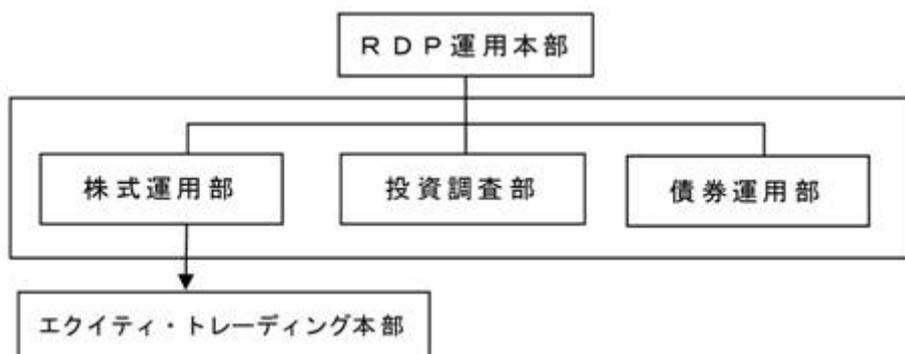 ＲＤＰ運用本部
株式運用部
投資調査部
債券運用部
エクイティ・トレーディング本部